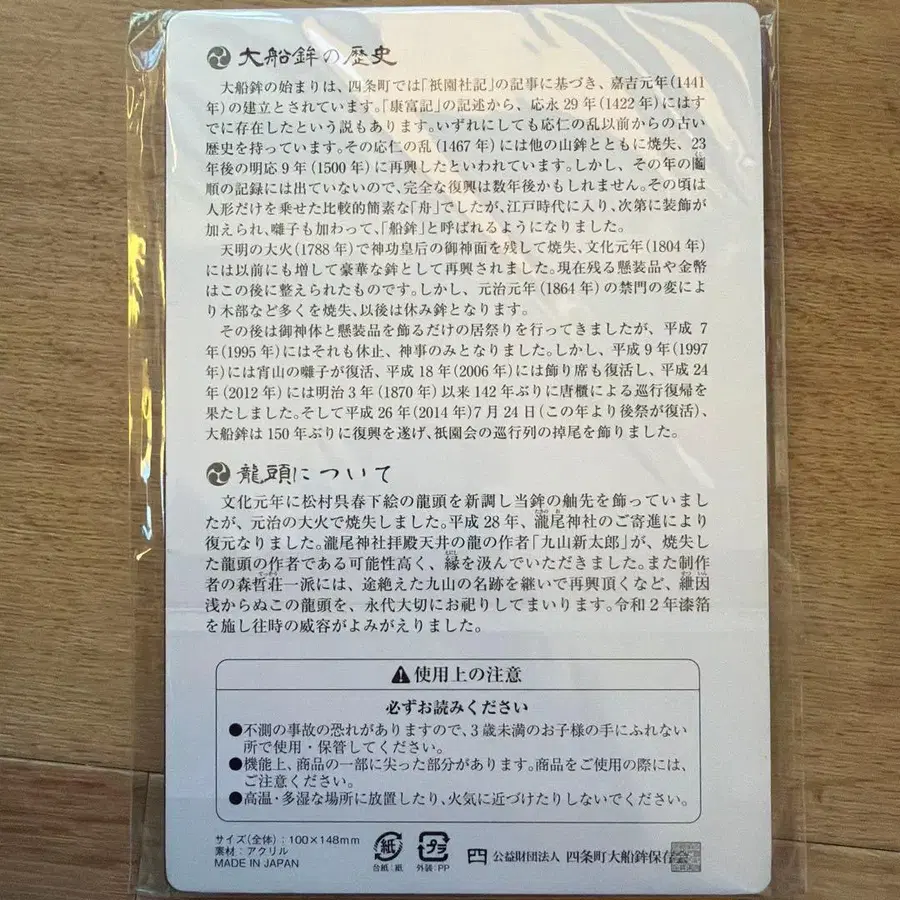 大船鉾の歴史
大船鉾の始まりは、四条町では「祇園社記」の記事に基づき、嘉吉元年(1441
年)の建立とされています。「康富記」の記述から、応永29年(1422年)にはす
でに存在したという説もあります。いずれにしても応仁の乱以前からの古い
歴史を持っています。その応仁の乱(1467年)には他の山鉾とともに焼失、23
年後の明応9年(1500年)に再興したといわれています。しかし、その年の鬮
順の記録には出ていないので、完全な復興は数年後かもしれません。その頃は
人形だけを乗せた比較的簡素な「舟」でしたが、江戸時代に入り、次第に装飾が
加えられ、囃子も加わって、「船鉾」と呼ばれるようになりました。
天明の大火(1788年)で神功皇后の御神面を残して焼失、文化元年(1804年)
には以前にも増して豪華な鉾として再興されました。現在残る懸装品や金幣
はこの後に整えられたものです。しかし、元治元年(1864年)の禁門の変によ
り木部など多くを焼失、以後は休み鉾となります。
その後は御神体と懸装品を飾るだけの居祭りを行ってきましたが、平成7
年(1995年)にはそれも休止、神事のみとなりました。しかし、平成9年(1997
年)には宵山の囃子が復活、平成18年(2006年)には飾り席も復活し、平成24
年(2012年)には明治3年(1870年)以来142年ぶりに唐櫃による巡行復帰を
果たしました。そして平成26年(2014年)7月24日(この年より後祭が復活)、
大船鉾は150年ぶりに復興を遂げ、祇園会の巡行列の掉尾を飾りました。
龍頭について
文化元年に松村呉春下絵の龍頭を新調し当鉾の舳先を飾っていまし
たが、元治の大火で焼失しました。平成28年、瀧尾神社のご寄進により
復元なりました。瀧尾神社拝殿天井の龍の作者「九山新太郎」が、焼失し
た龍頭の作者である可能性高く、縁を汲んでいただきました。また制作
者の森哲荘一派には、途絶えた九山の名跡を継いで再興頂くなど、紲因
浅からぬこの龍頭を、永代大切にお祀りしてまいります。令和2年漆箔
を施し往時の威容がよみがえりました。
使用上の注意
必ずお読みください
●不測の事故の恐れがありますので、3歳未満のお子様の手にふれない
所で使用・保管してください。
●機能上、商品の一部に尖った部分があります。商品をご使用の際には、
ご注意ください。
●高温・多湿な場所に放置したり、火気に近づけたりしないでください。
サイズ(全体):100×148mm
素材:アクリル
MADE IN JAPAN
紙
台紙:紙
プラ
外装:PP
公益財団法人 四条町大船鉾保存会